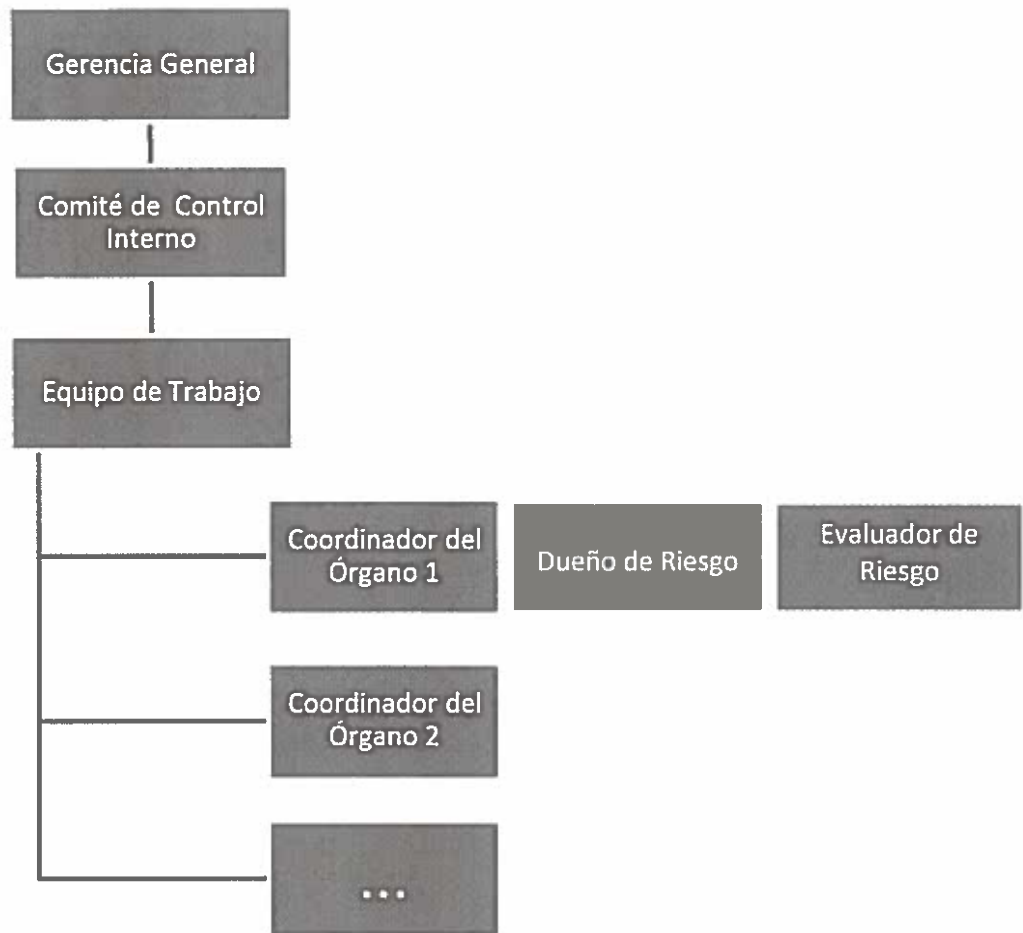 Gerencia General
Comité de Control
Interno
Equipo de Trabajo
Coordinador del
Órgano 1
Dueño de Riesgo
Evaluador de
Riesgo
Coordinador del
Órgano 2
...